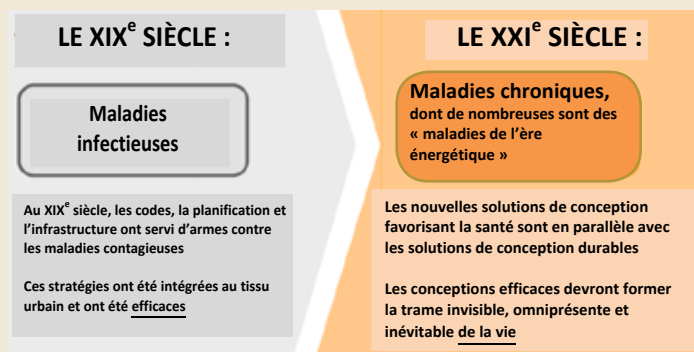 LE XIXe SIÈCLE :
Maladies
infectieuses
Au XIXe siècle, les codes, la planification et
l'infrastructure ont servi d'armes contre
les maladies contagieuses
Ces stratégies ont été intégrées au tissu
urbain et ont été efficaces
LE XXIe SIÈCLE :
Maladies chroniques,
dont de nombreuses sont des
« maladies de l'ère
énergétique »
Les nouvelles solutions de conception
favorisant la santé sont en parallèle avec
les solutions de conception durables
Les conceptions efficaces devront former
la trame invisible, omniprésente et
inévitable de la vie